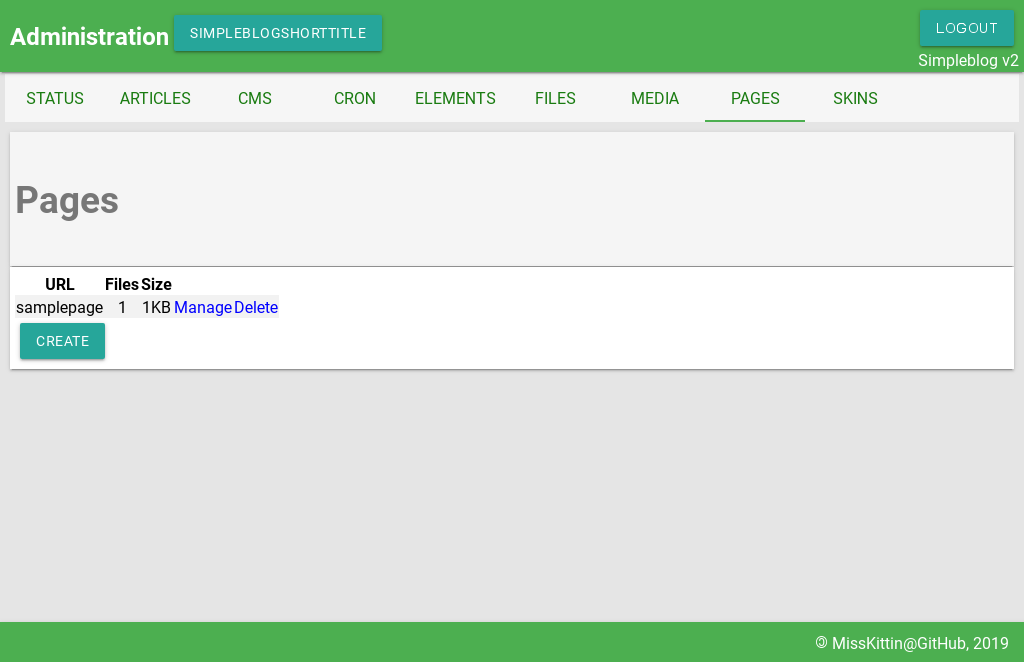 Administration SIMPLEBLOGSHORTTITLE LOGOUT
Simpleblog v2
STATUS ARTICLES CMS CRON ELEMENTS FILES MEDIA PAGES SKINS
Pages
URL Files Size
samplepage 1 1KB Manage Delete
CREATE
© MissKittin@GitHub, 2019